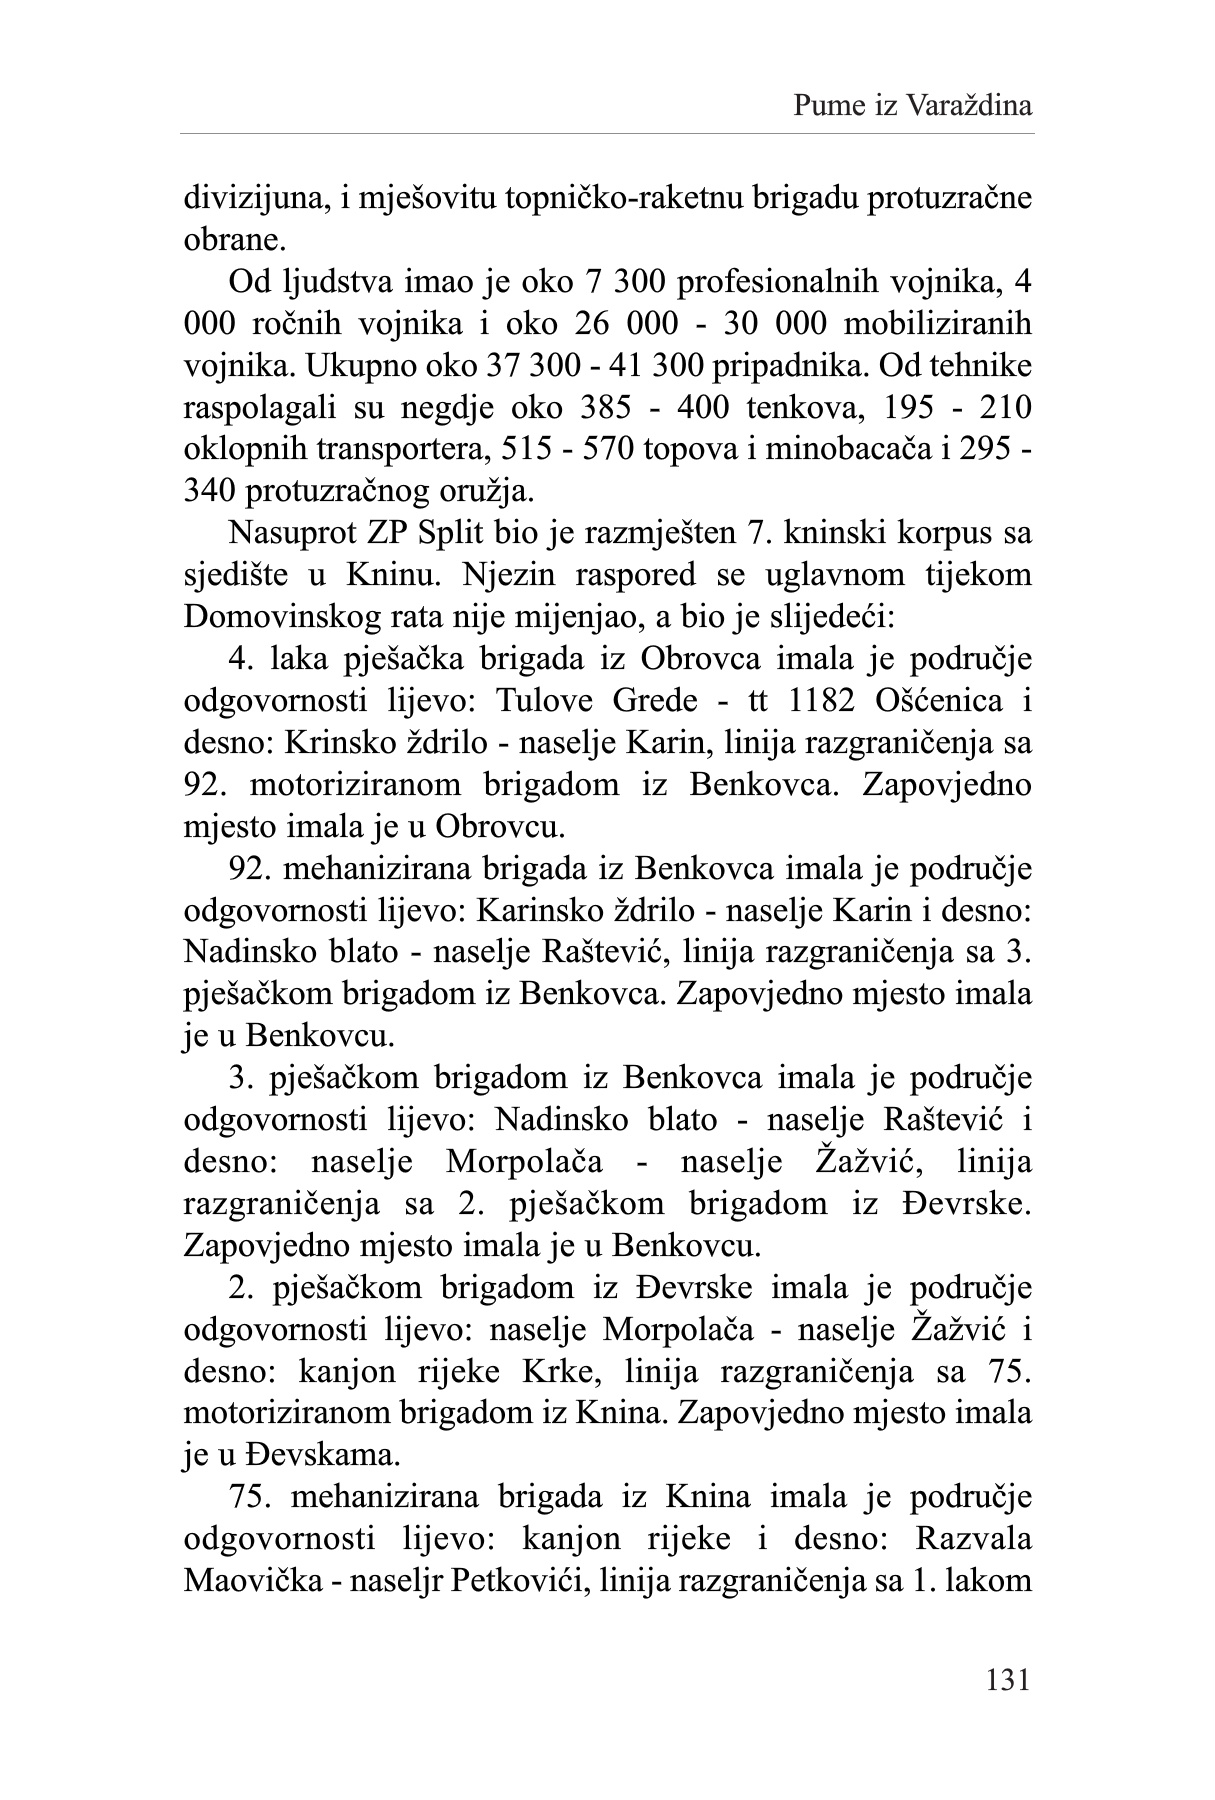 Pume iz Varaždina
divizijuna, i mješovitu topničko-raketnu brigadu protuzračne
obrane.
Od ljudstva imao je oko 7 300 profesionalnih vojnika, 4
000 ročnih vojnika i oko 26 000 - 30 000 mobiliziranih
vojnika. Ukupno oko 37 300 - 41 300 pripadnika. Od tehnike
raspolagali su negdje oko 385 - 400 tenkova, 195 - 210
oklopnih transportera, 515 - 570 topova i minobacača i 295 -
340 protuzračnog oružja.
Nasuprot ZP Split bio je razmješten 7. kninski korpus sa
sjedište u Kninu. Njezin raspored se uglavnom tijekom
Domovinskog rata nije mijenjao, a bio je slijedeći:
4. laka pješačka brigada iz Obrovca imala je područje
odgovornosti lijevo: Tulove Grede - tt 1182 Ošćenica i
desno: Krinsko ždrilo - naselje Karin, linija razgraničenja sa
92. motoriziranom brigadom iz Benkovca. Zapovjedno
mjesto imala je u Obrovcu.
92. mehanizirana brigada iz Benkovca imala je područje
odgovornosti lijevo: Karinsko ždrilo - naselje Karin i desno:
Nadinsko blato - naselje Raštević, linija razgraničenja sa 3.
pješačkom brigadom iz Benkovca. Zapovjedno mjesto imala
je u Benkovcu.
3. pješačkom brigadom iz Benkovca imala je područje
odgovornosti lijevo: Nadinsko blato - naselje Raštević i
desno: naselje Morpolača - naselje Žažvić, linija
razgraničenja sa 2. pješačkom brigadom iz Đevrske.
Zapovjedno mjesto imala je u Benkovcu.
2. pješačkom brigadom iz Đevrske imala je područje
odgovornosti lijevo: naselje Morpolača - naselje Žažvić i
desno: kanjon rijeke Krke, linija razgraničenja sa 75.
motoriziranom brigadom iz Knina. Zapovjedno mjesto imala
je u Đevskama.
75. mehanizirana brigada iz Knina imala je područje
odgovornosti lijevo: kanjon rijeke i desno: Razvala
Maovička - naseljr Petkovići, linija razgraničenja sa 1. lakom
131